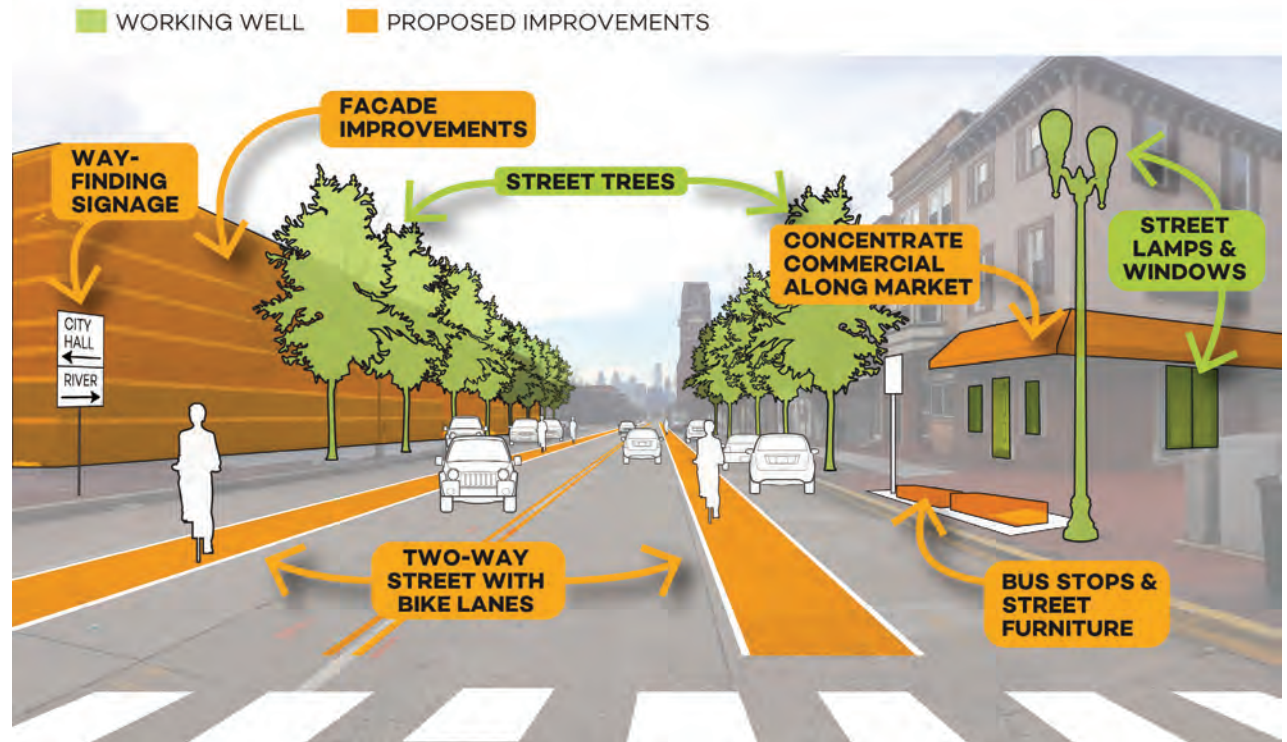 WORKING WELL
PROPOSED IMPROVEMENTS
FACADE
IMPROVEMENTS
WAY-
FINDING
SIGNAGE
STREET TREES
CONCENTRATE
COMMERCIAL
ALONG MARKET
STREET
LAMPS &
WINDOWS
CITY
HALL
RIVER
TWO-WAY
STREET WITH
BIKE LANES
BUS STOPS &
STREET
FURNITURE